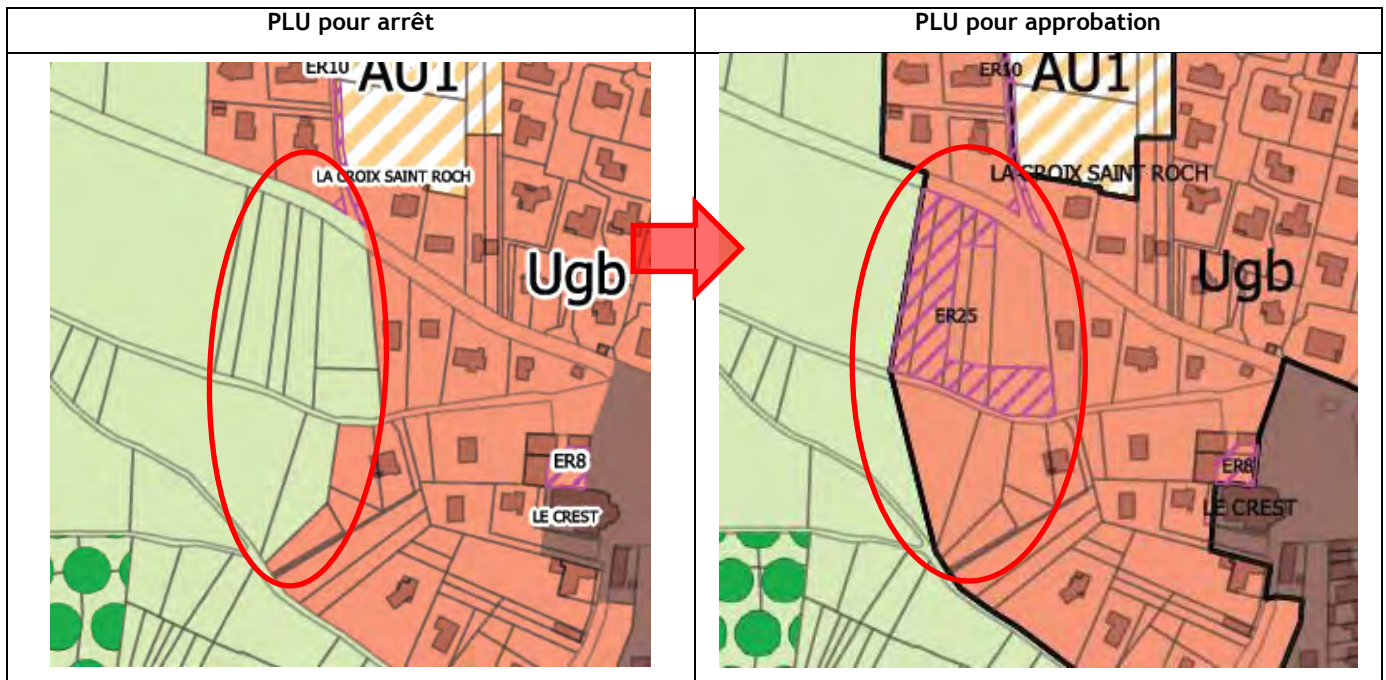 PLU pour arrêt
PLU pour approbation
ER10
AU1
LA CROIX SAINT ROCH
Ugb
ER8
LE CREST
ER10
AU1
LA CROIX SAINT ROCH
Ugb
ER25
ER8
LE CREST